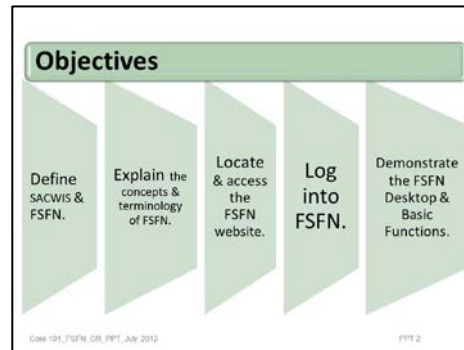 Objectives
Define
SACWIS &
FSFN.
Explain the
concepts &
terminology
of FSFN.
Locate
& access
the
FSFN
website.
Log
into
FSFN.
Demonstrate
the FSFN
Desktop &
Basic
Functions.
Core 101_FSFN_CR_PPT_July 2012
PPT 2